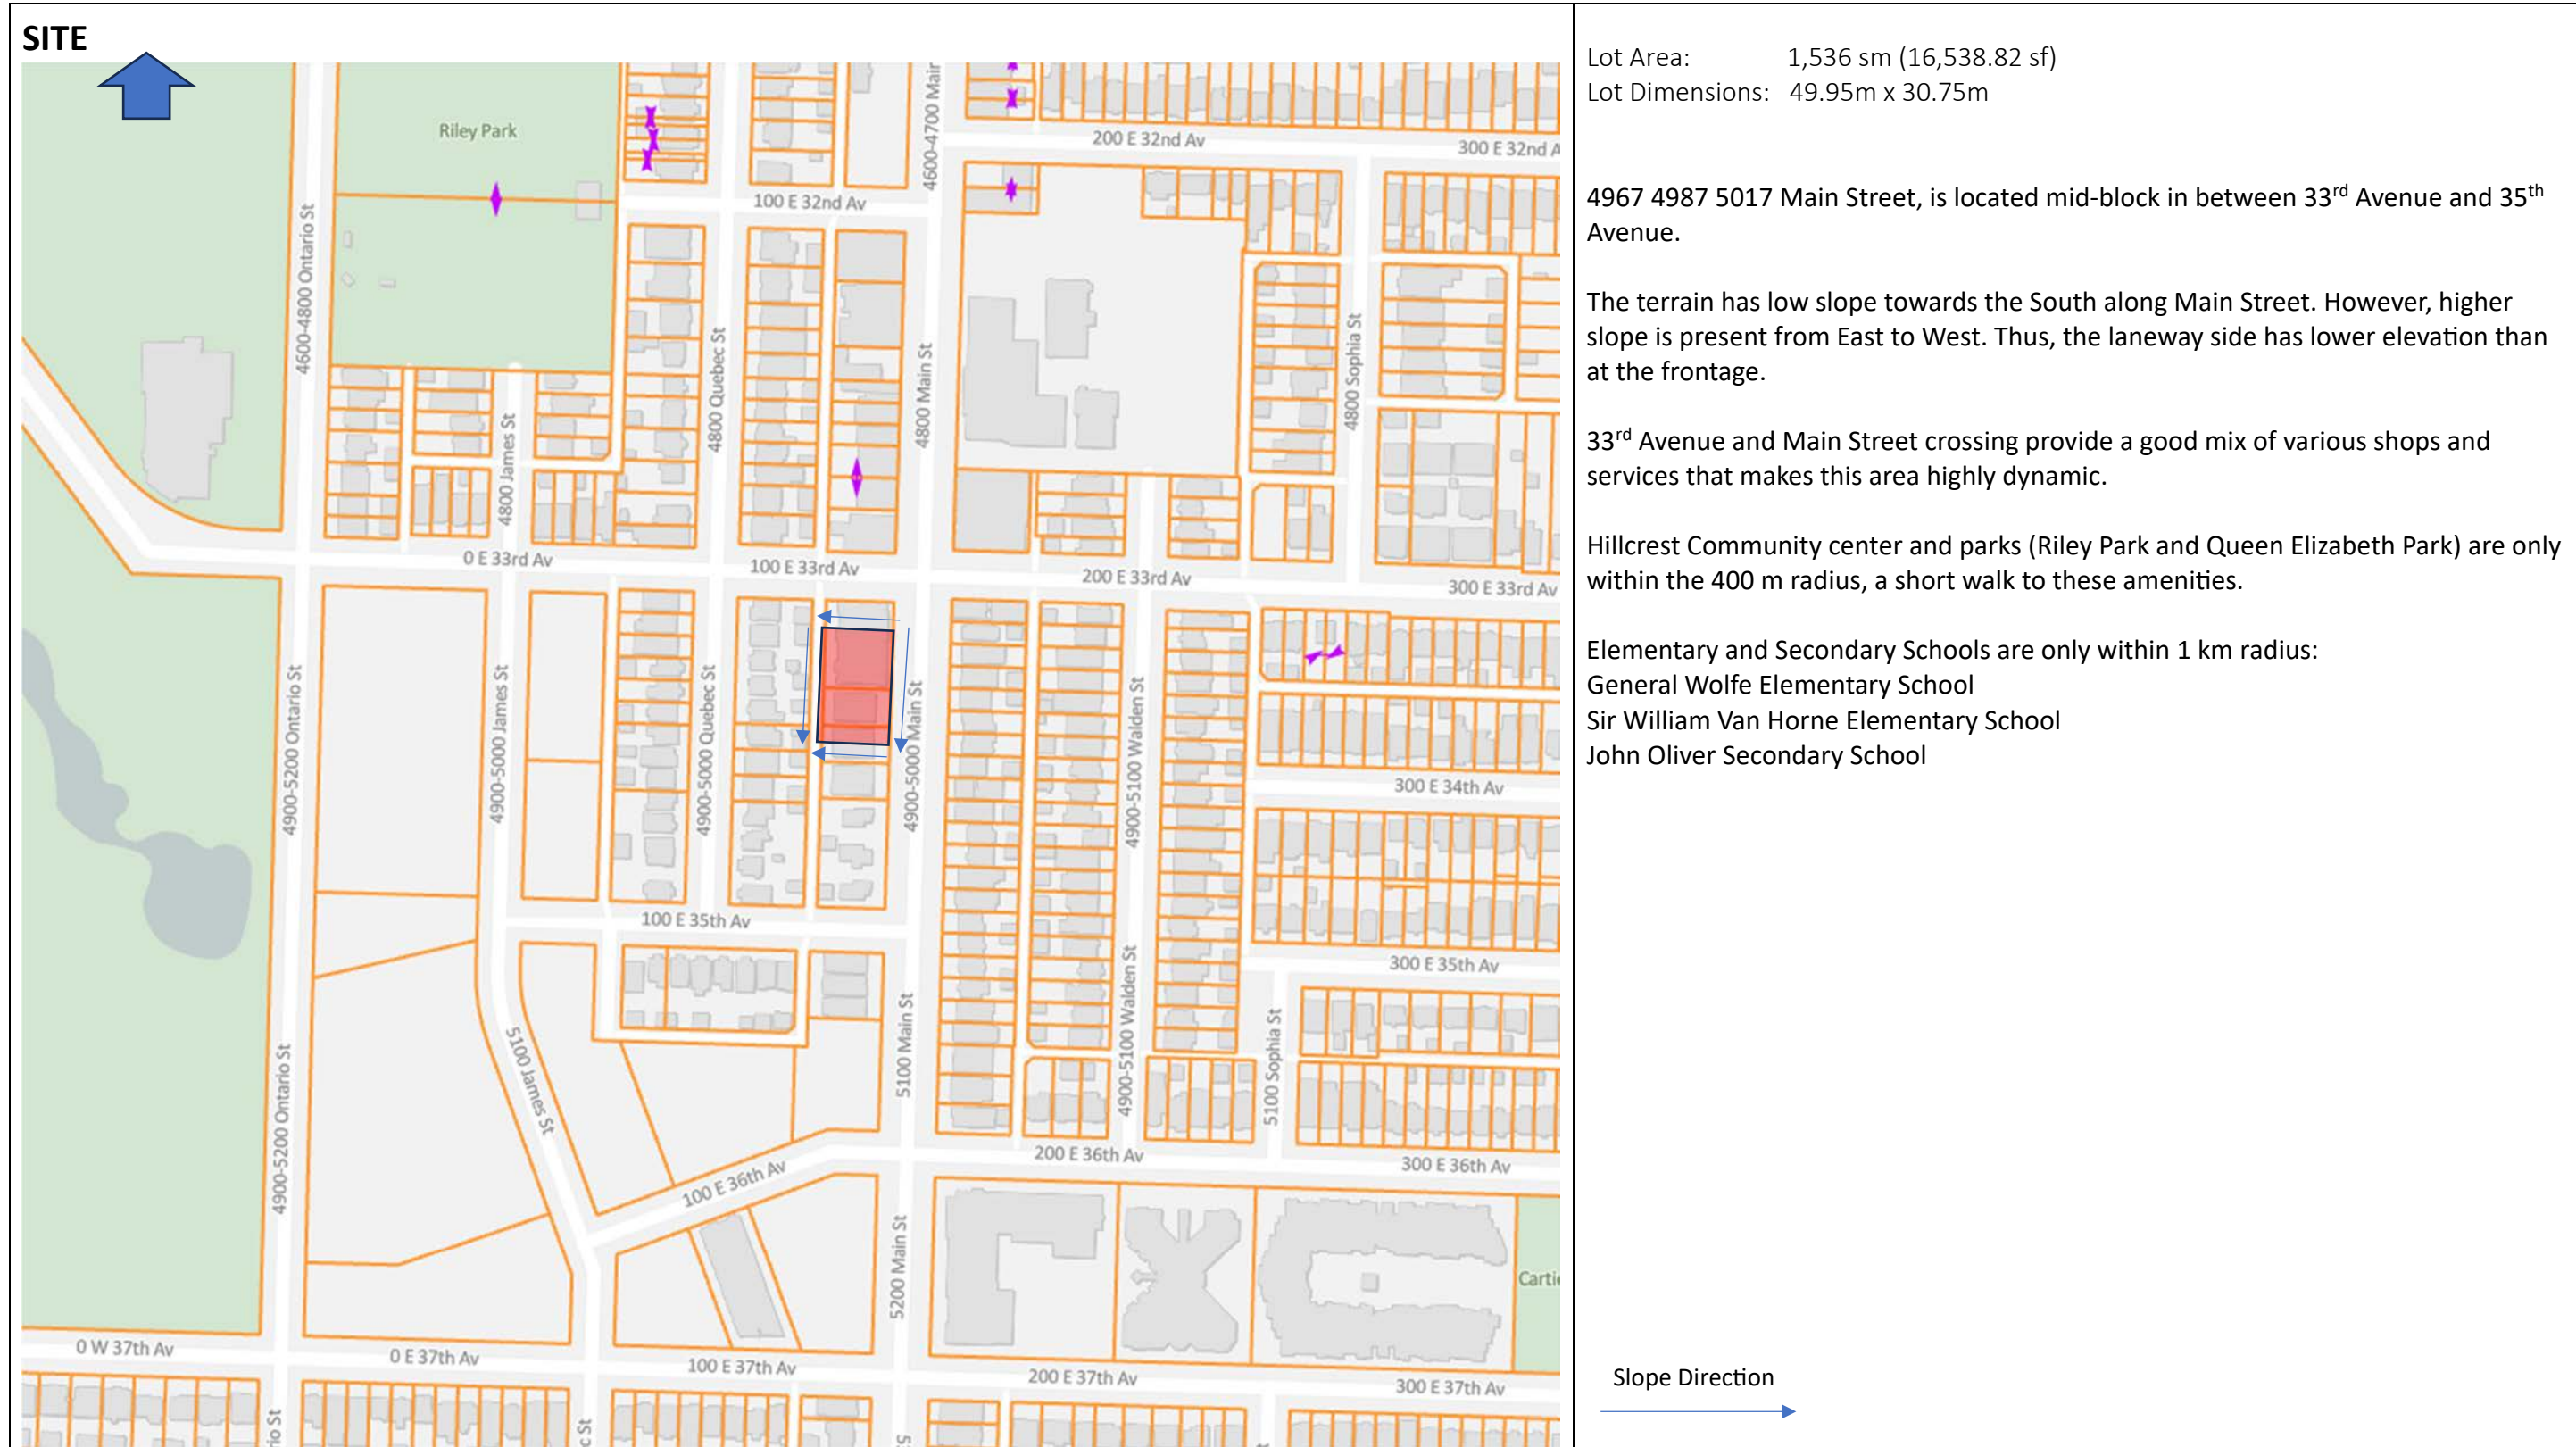 SITE
Riley Park
4600-4800 Ontario St
4600-4700 Main
200 E 32nd Av
300 E 32nd A
100 E 32nd Av
4800 Quebec St
4800 James St
4800 Main St
4800 Sophia St
0 E 33rd Av
100 E 33rd Av
200 E 33rd Av
300 E 33rd Av
4900-5200 Ontario St
4900-5000 James St
4900-5000 Quebec St
4900-5000 Main St
4900-5100 Walden St
300 E 34th Av
100 E 35th Av
300 E 35th Av
4900-5200 Ontario St
5100 James St
5100 Main St
4900-5100 Walden St
5100 Sophia St
100 E 36th Av
200 E 36th Av
300 E 36th Av
5200 Main St
Cartie
0 W 37th Av
0 E 37th Av
100 E 37th Av
200 E 37th Av
300 E 37th Av
rio St
c St
Lot Area: 1,536 sm (16,538.82 sf)
Lot Dimensions: 49.95m x 30.75m
4967 4987 5017 Main Street, is located mid-block in between 33rd Avenue and 35th
Avenue.
The terrain has low slope towards the South along Main Street. However, higher
slope is present from East to West. Thus, the laneway side has lower elevation than
at the frontage.
33rd Avenue and Main Street crossing provide a good mix of various shops and
services that makes this area highly dynamic.
Hillcrest Community center and parks (Riley Park and Queen Elizabeth Park) are only
within the 400 m radius, a short walk to these amenities.
Elementary and Secondary Schools are only within 1 km radius:
General Wolfe Elementary School
Sir William Van Horne Elementary School
John Oliver Secondary School
Slope Direction